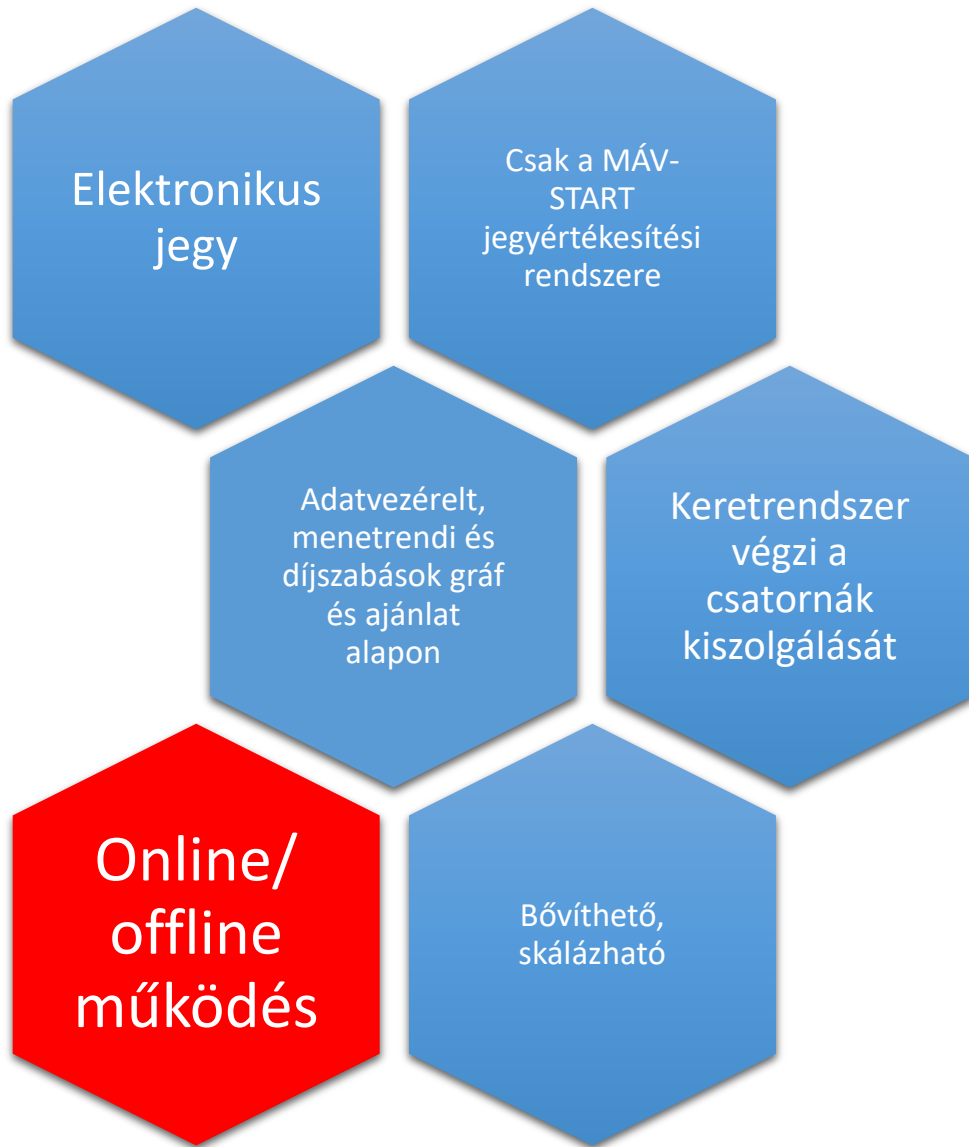 Elektronikus
jegy
Csak a MÁV-
START
jegyértékesítési
rendszere
Adatvezérelt,
menetrendi és
díjszabások gráf
és ajánlat
alapon
Keretrendszer
végzi a
csatornák
kiszolgálását
Online/
offline
működés
Bővíthető,
skálázható